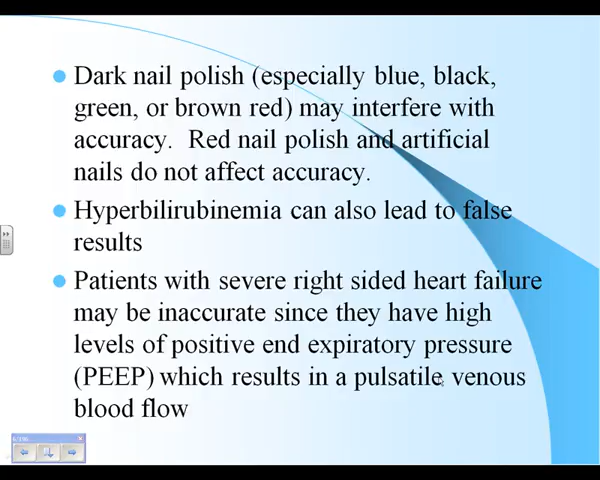 Dark nail polish (especially blue, black,
green, or brown red) may interfere with
accuracy.  Red nail polish and artificial
nails do not affect accuracy.
Hyperbilirubinemia can also lead to false
results
Patients with severe right sided heart failure
may be inaccurate since they have high
levels of positive end expiratory pressure
(PEEP) which results in a pulsatile venous
blood flow